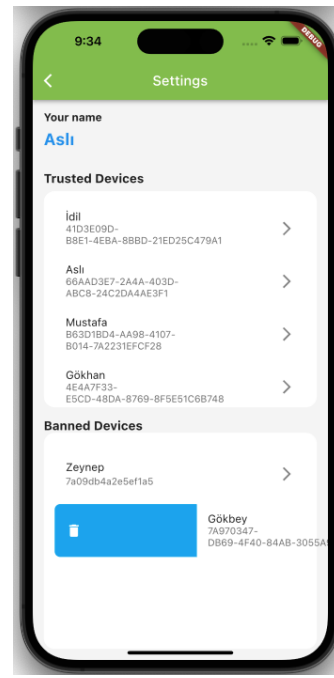 9:34
DEBUG
Settings
Your name
Aslı
Trusted Devices
İdil
41D3E09D-
B8E1-4EBA-8BBD-21ED25C479A1
Aslı
66AAD3E7-2A4A-403D-
ABC8-24C2DA4AE3F1
Mustafa
B63D1BD4-AA98-4107-
B014-7A2231EFCF28
Gökhan
4E4A7F33-
E5CD-48DA-8769-8F5E51C6B748
Banned Devices
Zeynep
7a09db4a2e5ef1a5
Gökbey
7A970347-
DB69-4F40-84AB-3055A